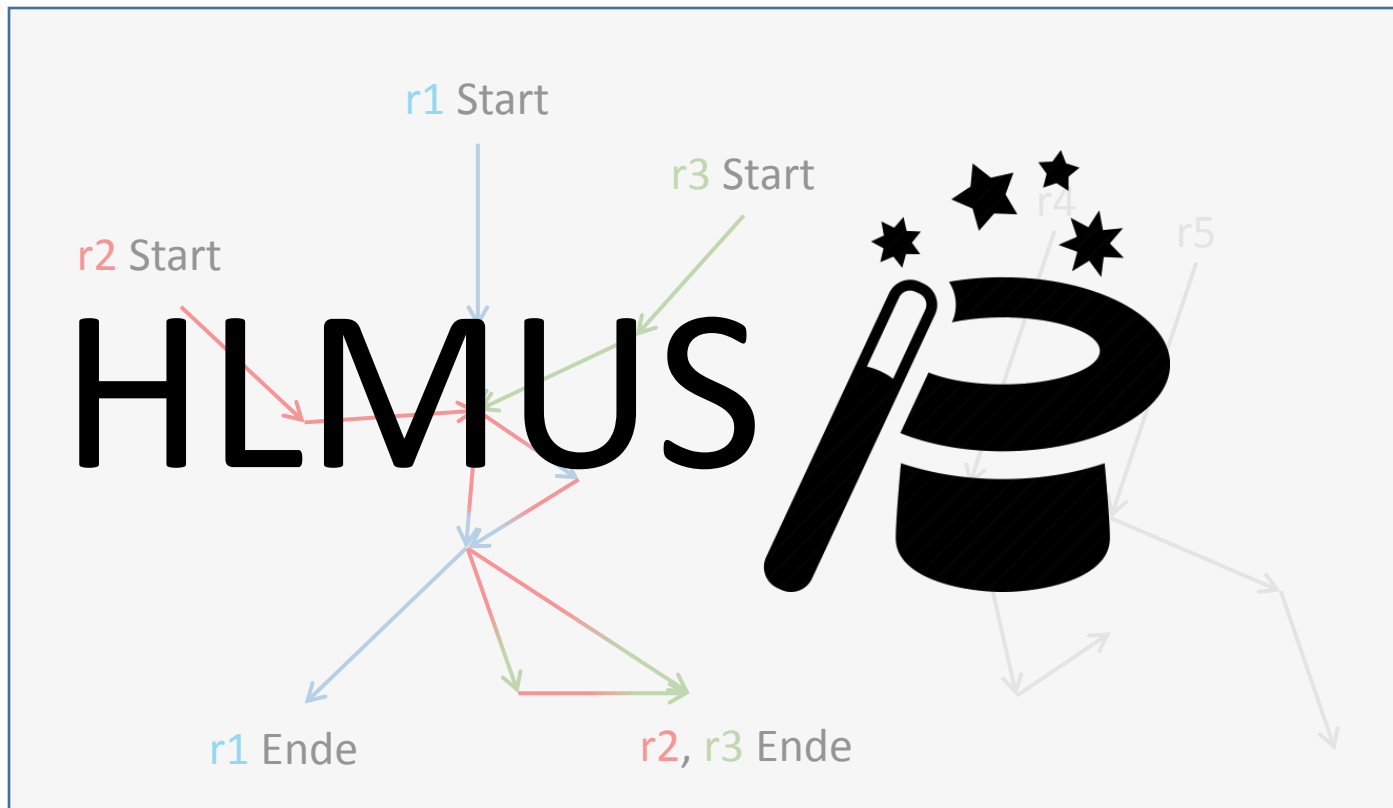 r1 Start
r3 Start
r4
r5
r2 Start
HLMUS
r1 Ende
r2, r3 Ende